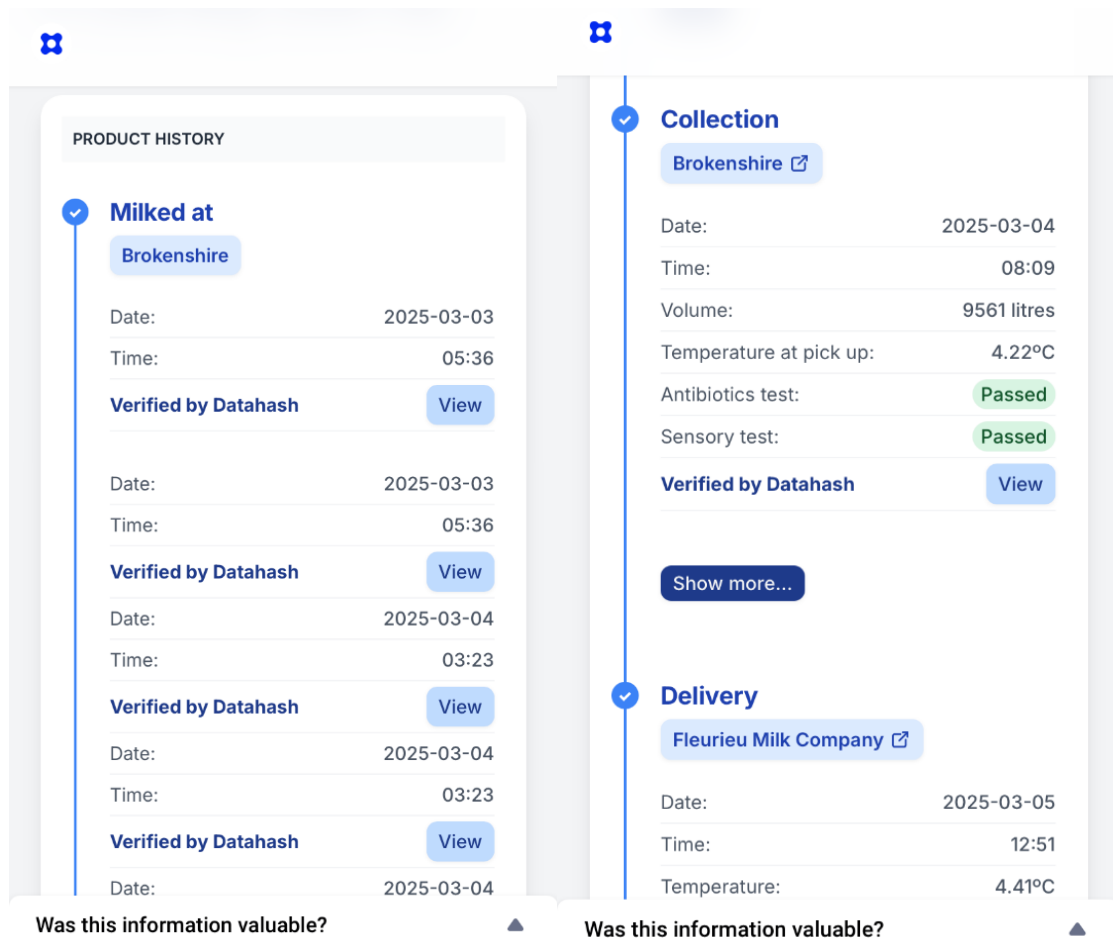 PRODUCT HISTORY
Milked at
Brokenshire
Date: 2025-03-03
Time: 05:36
Verified by Datahash View
Date: 2025-03-03
Time: 05:36
Verified by Datahash View
Date: 2025-03-04
Time: 03:23
Verified by Datahash View
Date: 2025-03-04
Time: 03:23
Verified by Datahash View
Date: 2025-03-04
Was this information valuable?
Collection
Brokenshire
Date: 2025-03-04
Time: 08:09
Volume: 9561 litres
Temperature at pick up: 4.22ºC
Antibiotics test: Passed
Sensory test: Passed
Verified by Datahash View
Show more...
Delivery
Fleurieu Milk Company
Date: 2025-03-05
Time: 12:51
Temperature: 4.41ºC
Was this information valuable?